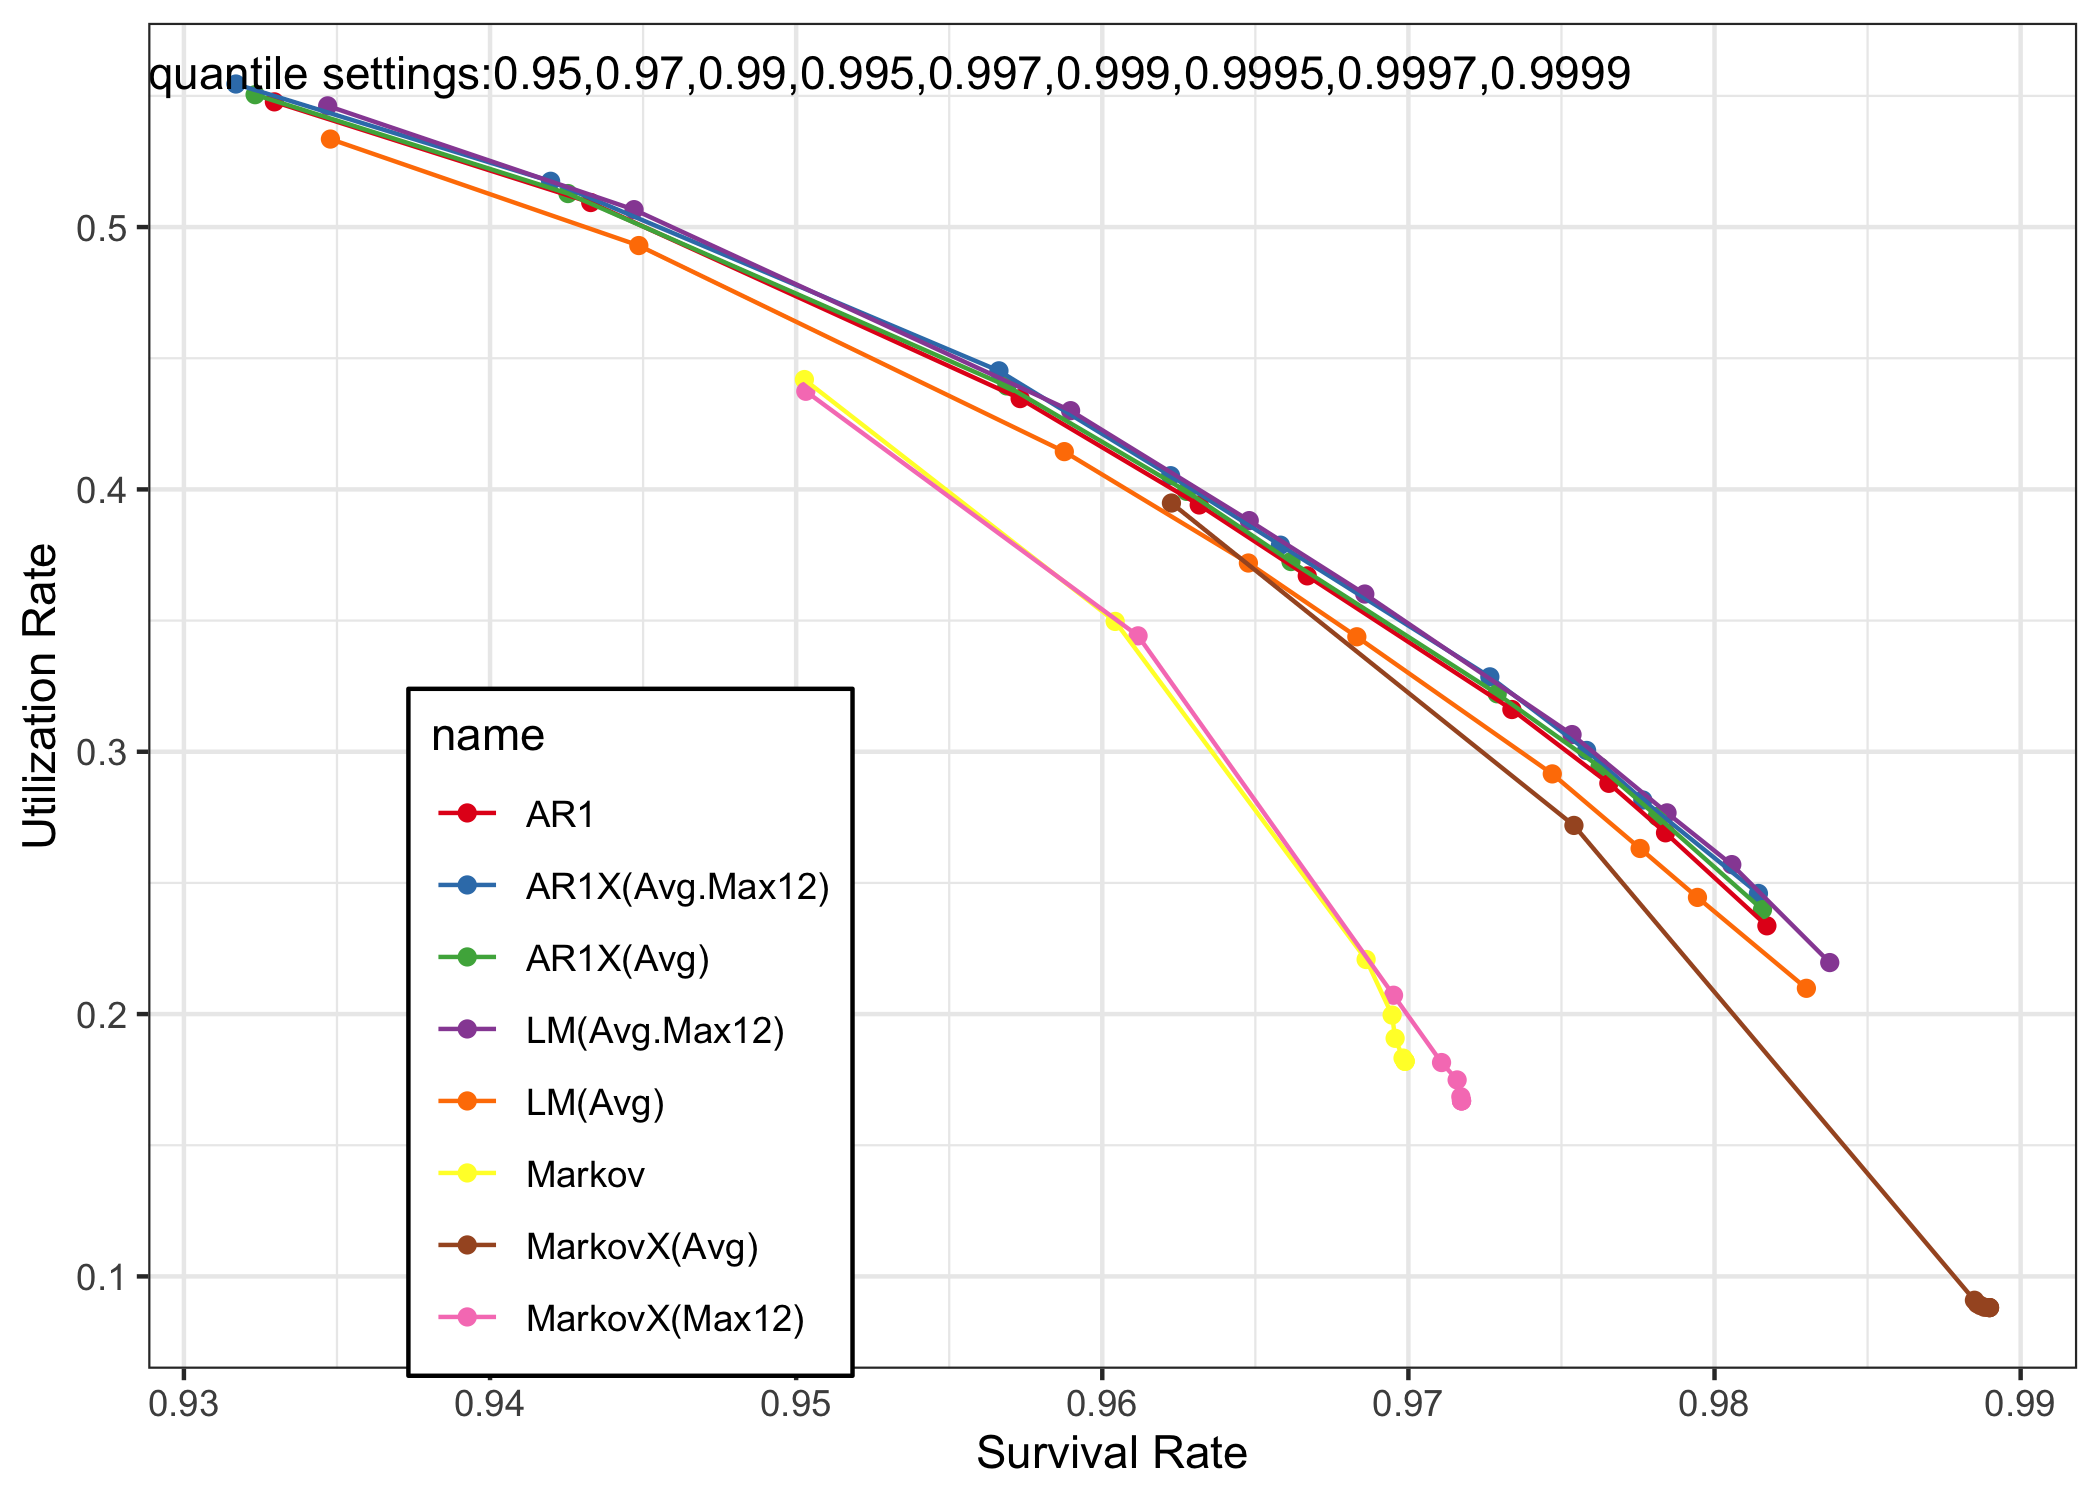 quantile settings:0.95,0.97,0.99,0.995,0.997,0.999,0.9995,0.9997,0.9999
Utilization Rate
0.5
0.4
0.3
0.2
0.1
name
AR1
AR1X(Avg.Max12)
AR1X(Avg)
LM(Avg.Max12)
LM(Avg)
Markov
MarkovX(Avg)
MarkovX(Max12)
0.93 0.94 0.95 0.96 0.97 0.98 0.99
Survival Rate